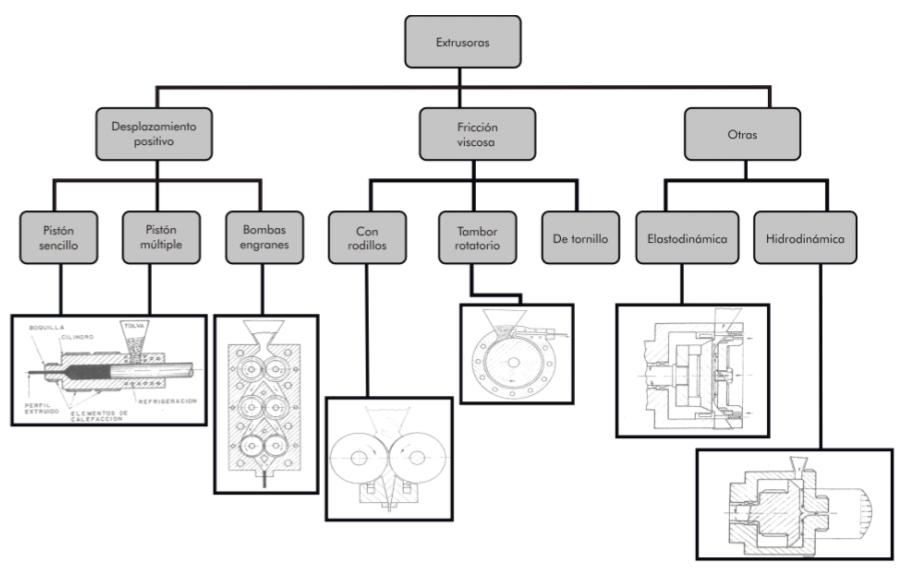 Extrusoras
Desplazamiento
positivo
Fricción
viscosa
Otras
Pistón
sencillo
Pistón
múltiple
Bombas
engranes
Con
rodillos
Tambor
rotatorio
De tornillo
Elastodinámica
Hidrodinámica
BOQUILLA
CILINDRO
TOLVA
PERFIL
EXTRUIDO
ELEMENTOS DE
CALEFACCION
REFRIGERACION